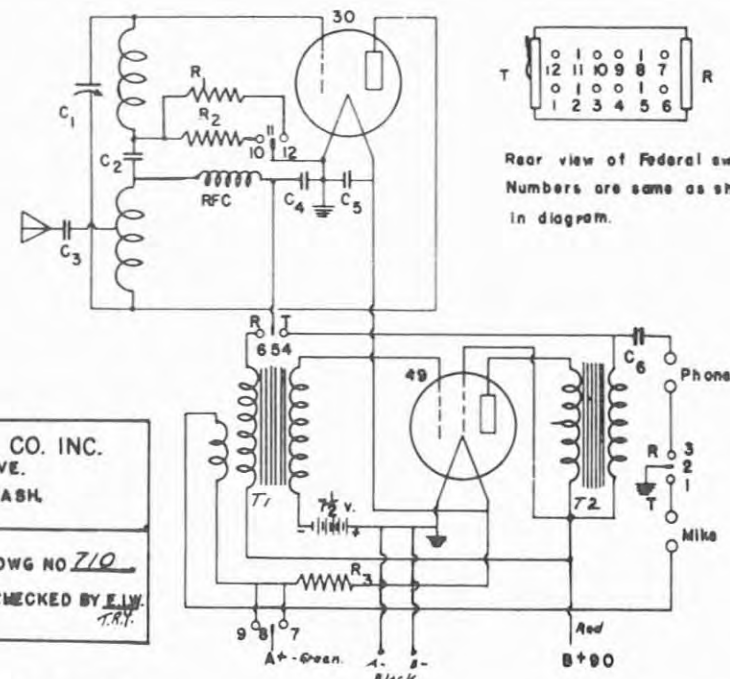 30
C1
R1
R2
11
10 12
C2
RFC
C4
C5
C3
T
R
12 11 10 9 8 7
1 2 3 4 5 6
Rear view of Federal sw
Numbers are same as sh
in diagram.
R T
6 5 4
49
C6
Phone
R 3
2
T 1
Mike
T1
T2
7½ V.
- +
R3
9 8 7
A+ - Green.
A- B-
Black
Red
B+90
CO. INC.
VE.
ASH.
DWG NO 710
CHECKED BY E.I.W.
T.R.Y.